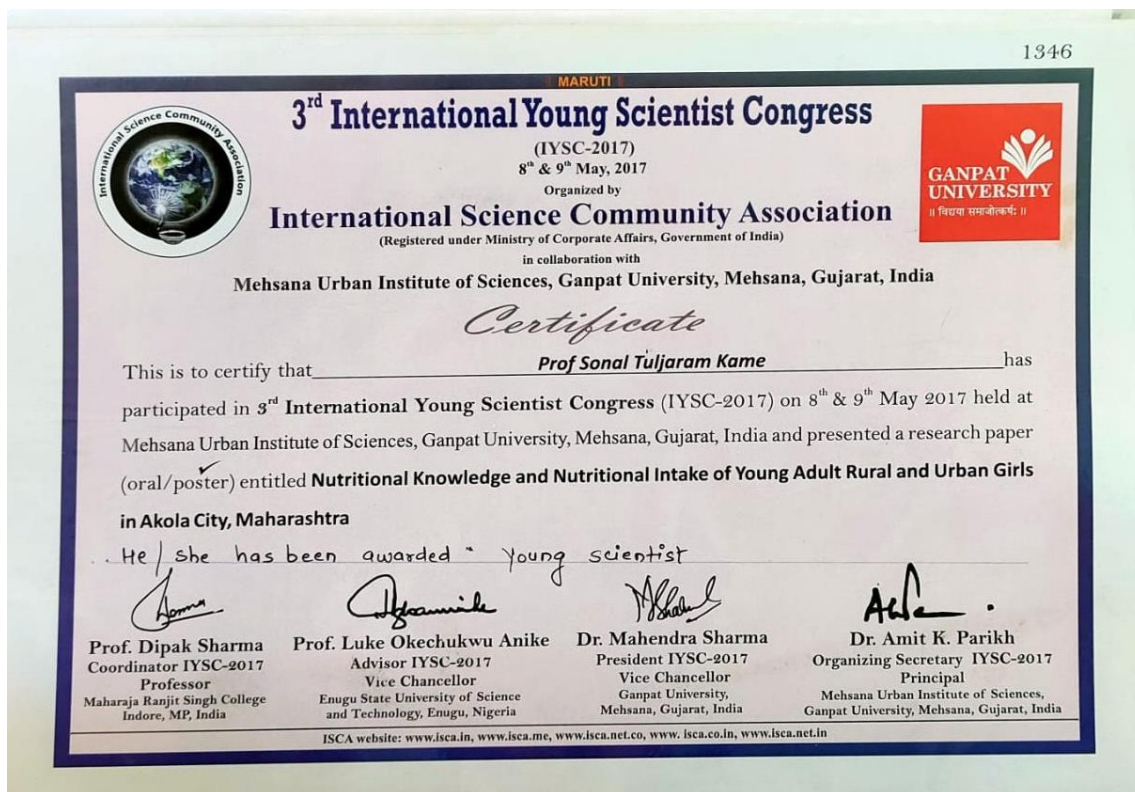 1346
MARUTI
3rd International Young Scientist Congress
(IYSC-2017)
8th & 9th May, 2017
Organized by
International Science Community Association
(Registered under Ministry of Corporate Affairs, Government of India)
in collaboration with
Mehsana Urban Institute of Sciences, Ganpat University, Mehsana, Gujarat, India
International Science Community Association
GANPAT
UNIVERSITY
॥ विद्यया समाजोत्कर्षः ॥
Certificate
This is to certify that Prof Sonal Tuljaram Kame has
participated in 3rd International Young Scientist Congress (IYSC-2017) on 8th & 9th May 2017 held at
Mehsana Urban Institute of Sciences, Ganpat University, Mehsana, Gujarat, India and presented a research paper
(oral/poster) entitled Nutritional Knowledge and Nutritional Intake of Young Adult Rural and Urban Girls
in Akola City, Maharashtra
He / she has been awarded " Young scientist
Prof. Dipak Sharma
Coordinator IYSC-2017
Professor
Maharaja Ranjit Singh College
Indore, MP, India
Prof. Luke Okechukwu Anike
Advisor IYSC-2017
Vice Chancellor
Enugu State University of Science
and Technology, Enugu, Nigeria
Dr. Mahendra Sharma
President IYSC-2017
Vice Chancellor
Ganpat University,
Mehsana, Gujarat, India
Dr. Amit K. Parikh
Organizing Secretary IYSC-2017
Principal
Mehsana Urban Institute of Sciences,
Ganpat University, Mehsana, Gujarat, India
ISCA website: www.isca.in, www.isca.me, www.isca.net.co, www. isca.co.in, www.isca.net.in